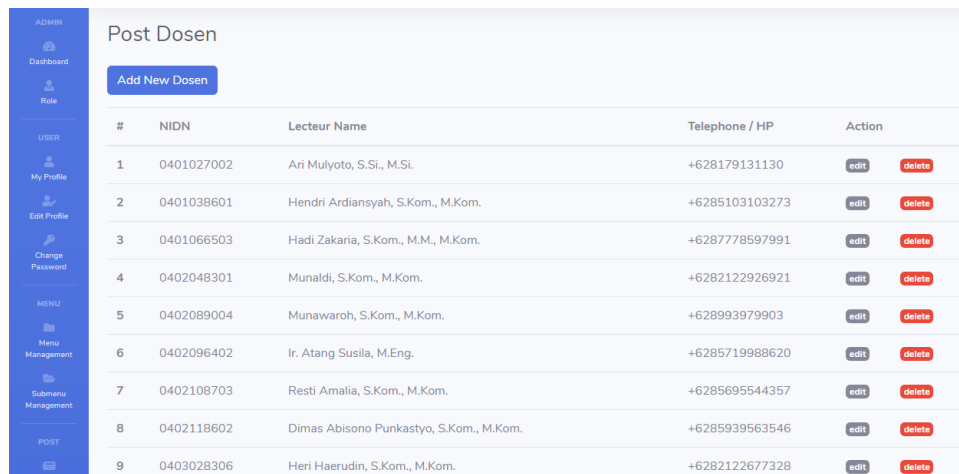 ADMIN
Dashboard
Role
USER
My Profile
Edit Profile
Change
Password
MENU
Menu
Management
Submenu
Management
POST
Post Dosen
Add New Dosen
# NIDN Lecteur Name Telephone / HP Action
1 0401027002 Ari Mulyoto, S.Si., M.Si. +628179131130 edit delete
2 0401038601 Hendri Ardiansyah, S.Kom., M.Kom. +6285103103273 edit delete
3 0401066503 Hadi Zakaria, S.Kom., M.M., M.Kom. +6287778597991 edit delete
4 0402048301 Munaldi, S.Kom., M.Kom. +6282122926921 edit delete
5 0402089004 Munawaroh, S.Kom., M.Kom. +628993979903 edit delete
6 0402096402 Ir. Atang Susila, M.Eng. +6285719988620 edit delete
7 0402108703 Resti Amalia, S.Kom., M.Kom. +6285695544357 edit delete
8 0402118602 Dimas Abisono Punkastyo, S.Kom., M.Kom. +6285939563546 edit delete
9 0403028306 Heri Haerudin, S.Kom., M.Kom. +6282122677328 edit delete